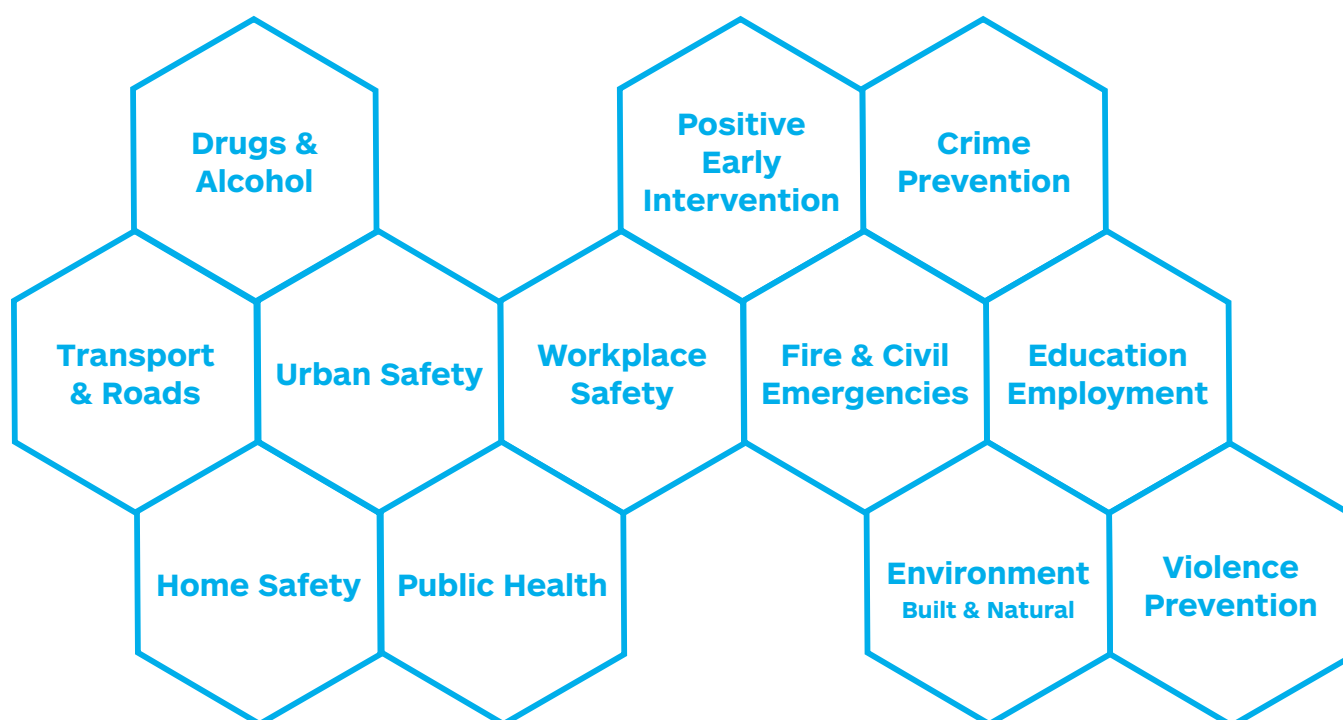 Drugs &
Alcohol
Positive
Early
Intervention
Crime
Prevention
Transport
& Roads
Urban Safety
Workplace
Safety
Fire & Civil
Emergencies
Education
Employment
Home Safety
Public Health
Environment
Built & Natural
Violence
Prevention